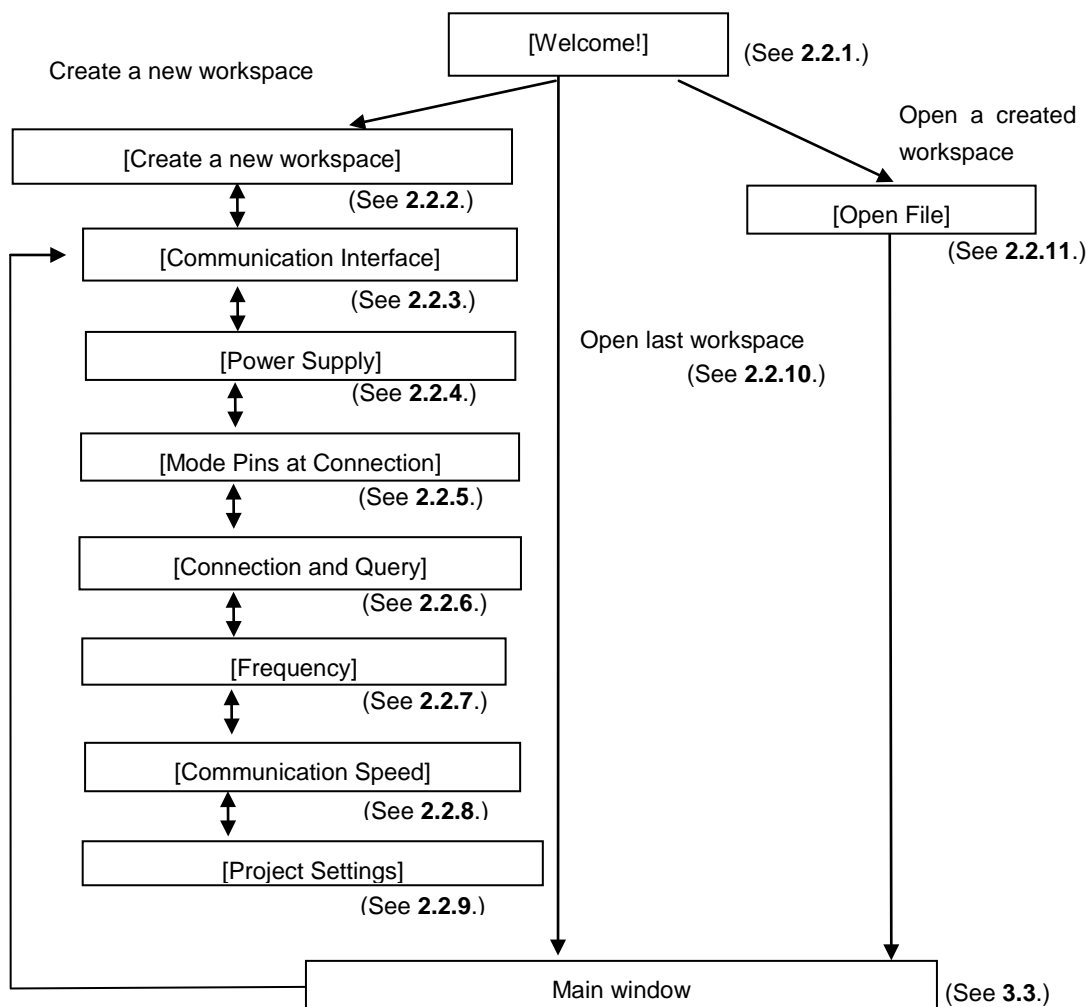 [Welcome!]
(See 2.2.1.)
Create a new workspace
Open a created
workspace
[Create a new workspace]
(See 2.2.2.)
[Open File]
(See 2.2.11.)
[Communication Interface]
(See 2.2.3.)
Open last workspace
(See 2.2.10.)
[Power Supply]
(See 2.2.4.)
[Mode Pins at Connection]
(See 2.2.5.)
[Connection and Query]
(See 2.2.6.)
[Frequency]
(See 2.2.7.)
[Communication Speed]
(See 2.2.8.)
[Project Settings]
(See 2.2.9.)
Main window
(See 3.3.)